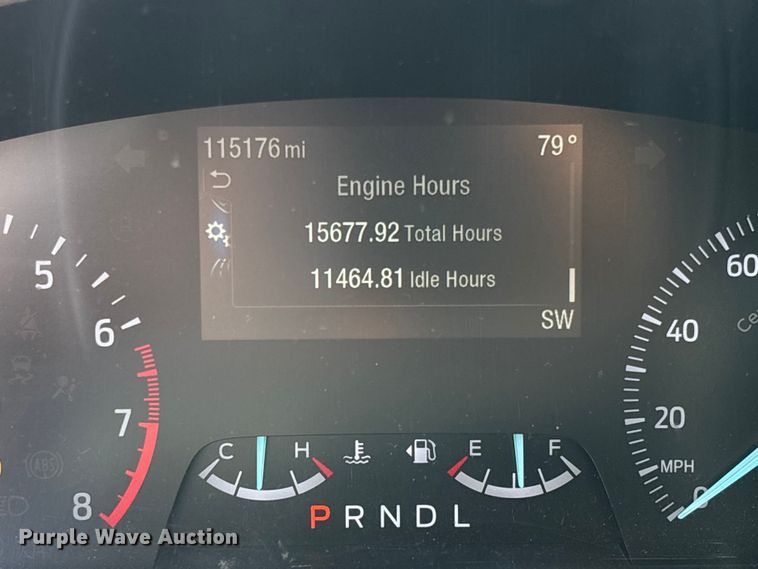 115176 mi 79°
Engine Hours
15677.92 Total Hours
11464.81 Idle Hours
SW
5
6
7
8
60
40
20
MPH
0
C H E F
P R N D L
ABS
Purple Wave Auction